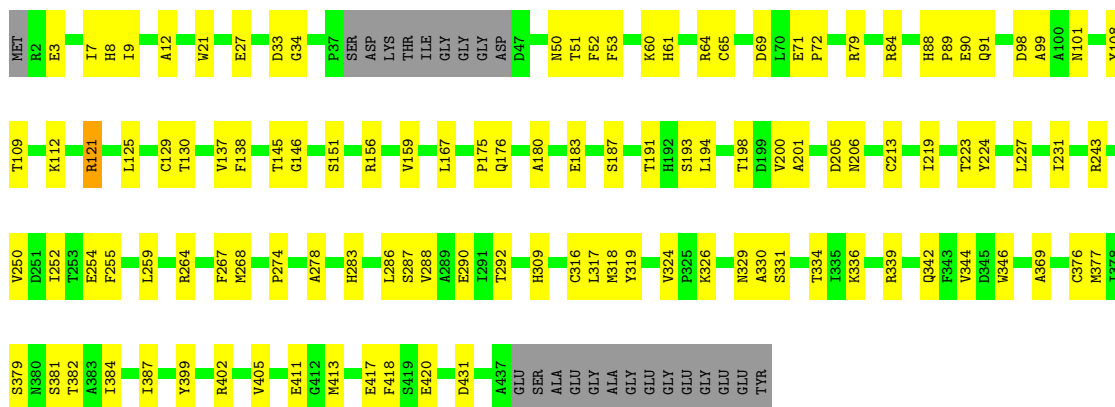 MET R2 E3 I7 H8 I9 A12 W21 E27 D33 G34 P37 SER ASP LYS THR ILE GLY GLY GLY ASP D47 N50 T51 F52 F53 K60 H61 R64 C65 D69 L70 E71 P72 R79 R84 H88 P89 E90 Q91 D98 A99 A100 N101 Y108
T109 K112 R121 L125 C129 T130 V137 F138 T145 G146 S151 R156 V159 L167 P175 Q176 A180 E183 S187 T191 H192 S193 L194 T198 D199 V200 A201 D205 N206 C213 I219 T223 Y224 L227 I231 R243
V250 D251 I252 T253 E254 F255 L259 R264 F267 M268 P274 A278 H283 L286 S287 V288 A289 E290 I291 T292 H309 C316 L317 M318 Y319 V324 P325 K326 N329 A330 S331 T334 I335 K336 R339 Q342 F343 V344 D345 W346 A369 C376 M377 I378
S379 N380 S381 T382 A383 I384 I387 Y399 R402 V405 E411 G412 M413 E417 F418 S419 E420 D431 A437 GLU SER ALA GLU GLY ALA GLY GLU GLY GLU GLY GLU GLU TYR